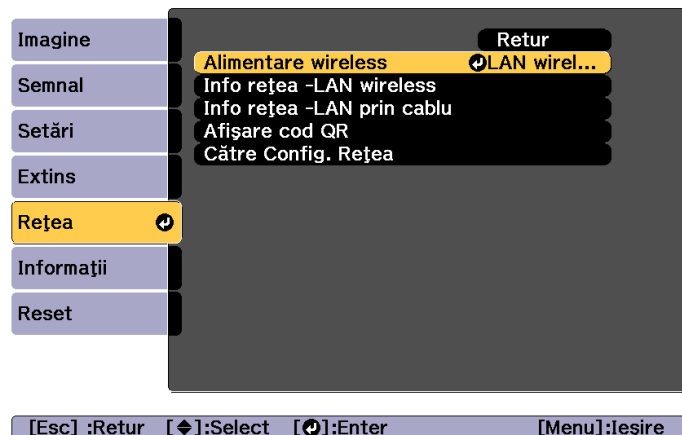 Imagine
Semnal
Setări
Extins
Reţea
Informaţii
Reset
Retur
Alimentare wireless LAN wirel...
Info reţea -LAN wireless
Info reţea -LAN prin cablu
Afişare cod QR
Către Config. Reţea
[Esc] :Retur [◆]:Select [⏎]:Enter [Menu]:Ieşire